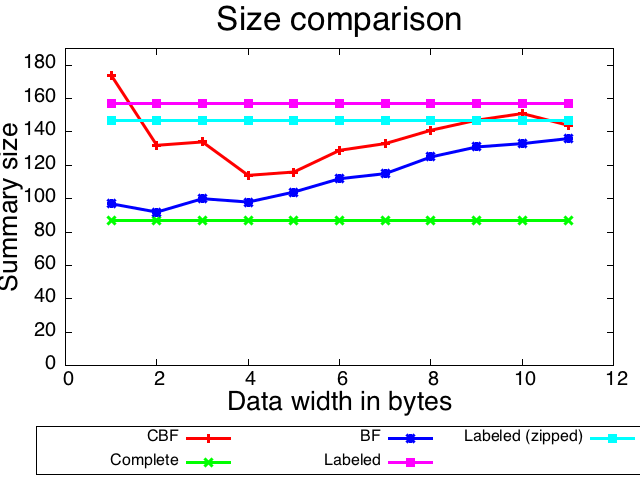 Size comparison
Summary size
180
160
140
120
100
80
60
40
20
0
0 2 4 6 8 10 12
Data width in bytes
CBF BF Labeled (zipped)
Complete Labeled